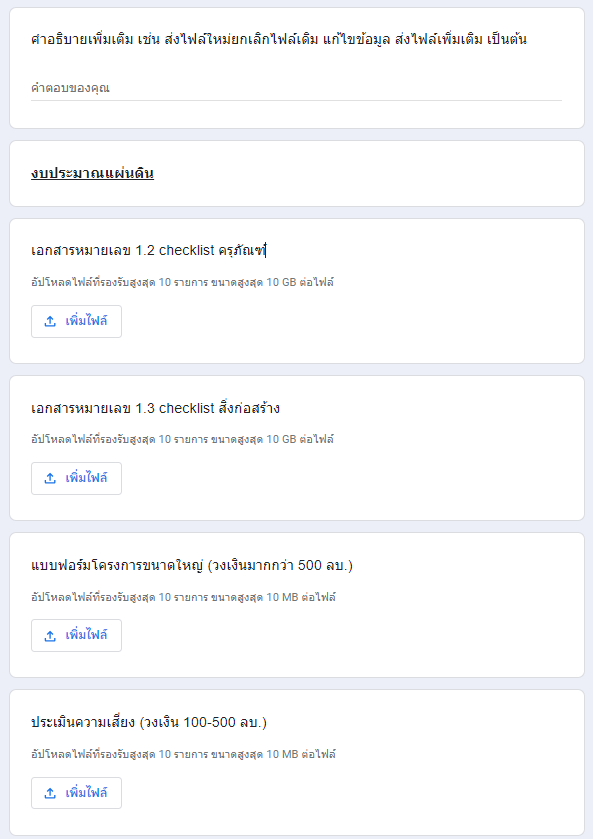 คำอธิบายเพิ่มเติม เช่น ส่งไฟล์ใหม่ยกเลิกไฟล์เดิม แก้ไขข้อมูล ส่งไฟล์เพิ่มเติม เป็นต้น
คำตอบของคุณ
งบประมาณแผ่นดิน
เอกสารหมายเลข 1.2 checklist ครุภัณฑ์
อัปโหลดไฟล์ที่รองรับสูงสุด 10 รายการ ขนาดสูงสุด 10 GB ต่อไฟล์
เพิ่มไฟล์
เอกสารหมายเลข 1.3 checklist สิ่งก่อสร้าง
อัปโหลดไฟล์ที่รองรับสูงสุด 10 รายการ ขนาดสูงสุด 10 GB ต่อไฟล์
เพิ่มไฟล์
แบบฟอร์มโครงการขนาดใหญ่ (วงเงินมากกว่า 500 ลบ.)
อัปโหลดไฟล์ที่รองรับสูงสุด 10 รายการ ขนาดสูงสุด 10 MB ต่อไฟล์
เพิ่มไฟล์
ประเมินความเสี่ยง (วงเงิน 100-500 ลบ.)
อัปโหลดไฟล์ที่รองรับสูงสุด 10 รายการ ขนาดสูงสุด 10 MB ต่อไฟล์
เพิ่มไฟล์